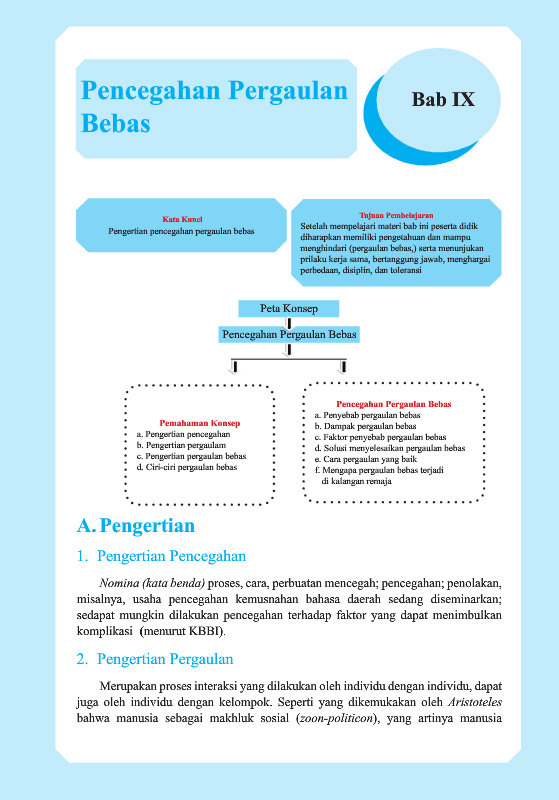 Pencegahan Pergaulan
Bebas
Bab IX
Kata Kunci
Pengertian pencegahan pergaulan bebas
Tujuan Pembelajaran
Setelah mempelajari materi bab ini peserta didik
diharapkan memiliki pengetahuan dan mampu
menghindari (pergaulan bebas,) serta menunjukan
prilaku kerja sama, bertanggung jawab, menghargai
perbedaan, disiplin, dan toleransi
Peta Konsep
Pencegahan Pergaulan Bebas
Pemahaman Konsep
a. Pengertian pencegahan
b. Pengertian pergaulam
c. Pengertian pergaulan bebas
d. Ciri-ciri pergaulan bebas
Pencegahan Pergaulan Bebas
a. Penyebab pergaulan bebas
b. Dampak pergaulan bebas
c. Faktor penyebab pergaulan bebas
d. Solusi menyelesaikan pergaulan bebas
e. Cara pergaulan yang baik
f. Mengapa pergaulan bebas terjadi
di kalangan remaja
A. Pengertian
1. Pengertian Pencegahan
Nomina (kata benda) proses, cara, perbuatan mencegah; pencegahan; penolakan,
misalnya, usaha pencegahan kemusnahan bahasa daerah sedang diseminarkan;
sedapat mungkin dilakukan pencegahan terhadap faktor yang dapat menimbulkan
komplikasi (menurut KBBI).
2. Pengertian Pergaulan
Merupakan proses interaksi yang dilakukan oleh individu dengan individu, dapat
juga oleh individu dengan kelompok. Seperti yang dikemukakan oleh Aristoteles
bahwa manusia sebagai makhluk sosial (zoon-politicon), yang artinya manusia